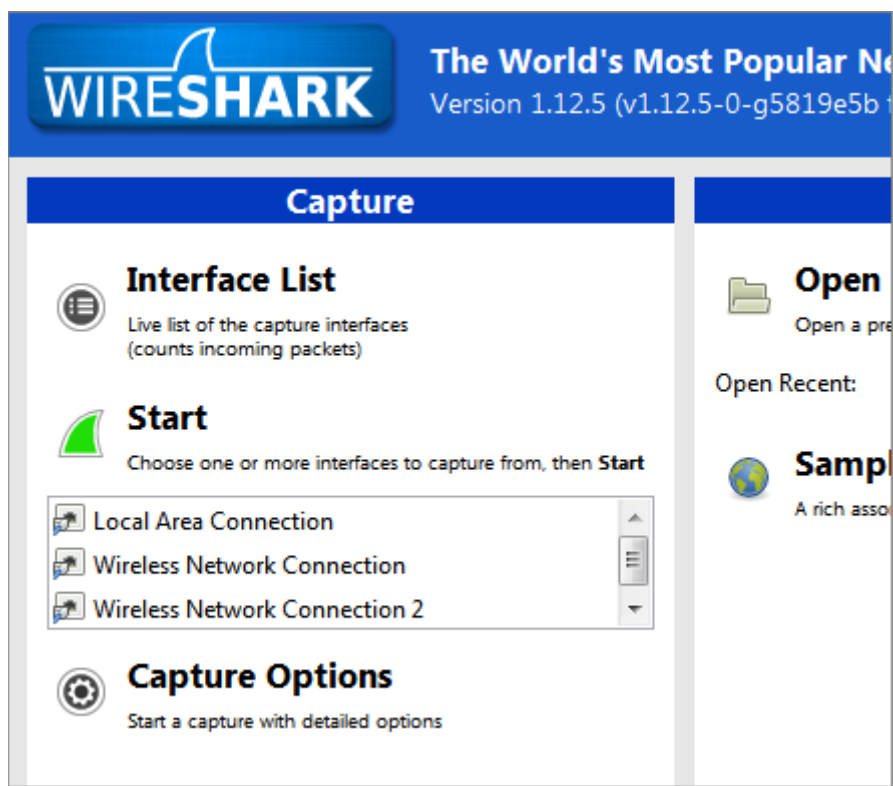 WIRESHARK
The World's Most Popular Ne
Version 1.12.5 (v1.12.5-0-g5819e5b
Capture
Interface List
Live list of the capture interfaces
(counts incoming packets)
Start
Choose one or more interfaces to capture from, then Start
Local Area Connection
Wireless Network Connection
Wireless Network Connection 2
Capture Options
Start a capture with detailed options
Open
Open a pre
Open Recent:
Sampl
A rich asso